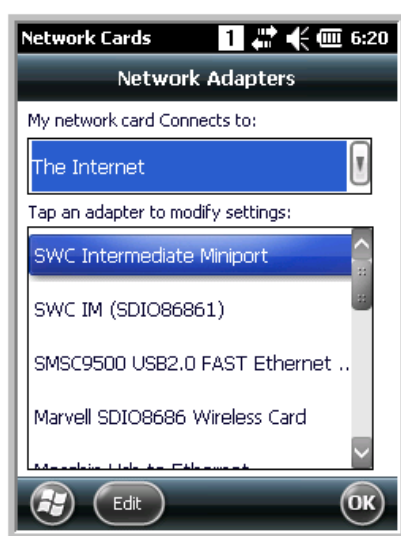 Network Cards 1 6:20
Network Adapters
My network card Connects to:
The Internet
Tap an adapter to modify settings:
SWC Intermediate Miniport
SWC IM (SDIO86861)
SMSC9500 USB2.0 FAST Ethernet ..
Marvell SDIO8686 Wireless Card
Edit OK